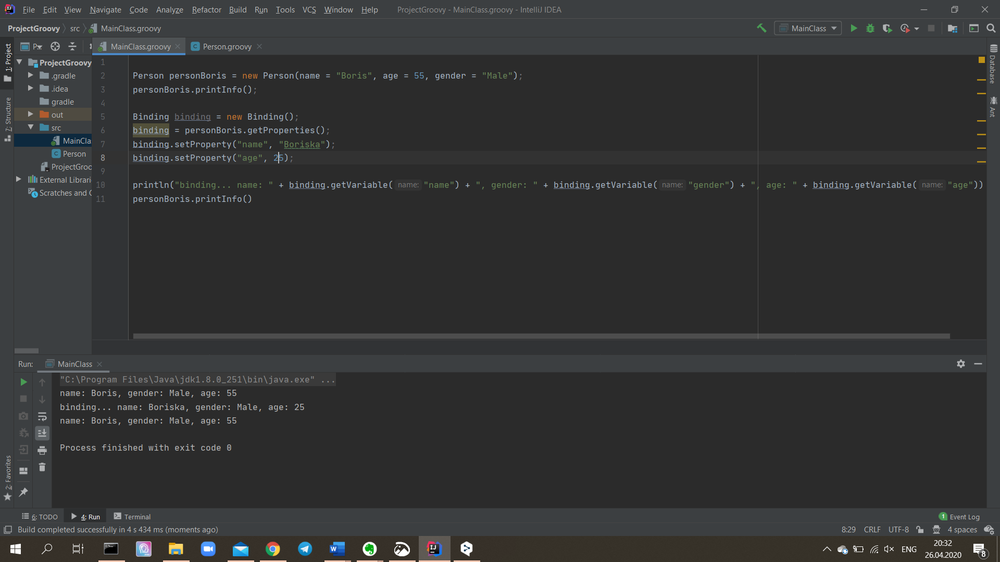 File Edit View Navigate Code Analyze Refactor Build Run Tools VCS Window Help ProjectGroovy - MainClass.groovy - IntelliJ IDEA
ProjectGroovy src MainClass.groovy MainClass
1: Project
7: Structure
2: Favorites
P..
ProjectGroovy
.gradle
.idea
gradle
out
src
MainCla
Person
ProjectGroo
External Librari
Scratches and C
MainClass.groovy Person.groovy
1
2 Person personBoris = new Person(name = "Boris", age = 55, gender = "Male");
3 personBoris.printInfo();
4
5 Binding binding = new Binding();
6 binding = personBoris.getProperties();
7 binding.setProperty("name", "Boriska");
8 binding.setProperty("age", 25);
9
10 println("binding... name: " + binding.getVariable( name: "name") + ", gender: " + binding.getVariable( name: "gender") + ", age: " + binding.getVariable( name: "age"))
11 personBoris.printInfo()
Database
Ant
Run: MainClass
"C:\Program Files\Java\jdk1.8.0_251\bin\java.exe" ...
name: Boris, gender: Male, age: 55
binding... name: Boriska, gender: Male, age: 25
name: Boris, gender: Male, age: 55
Process finished with exit code 0
6: TODO 4: Run Terminal 1 Event Log
Build completed successfully in 4 s 434 ms (moments ago) 8:29 CRLF UTF-8 4 spaces
ENG 20:32
26.04.2020 8